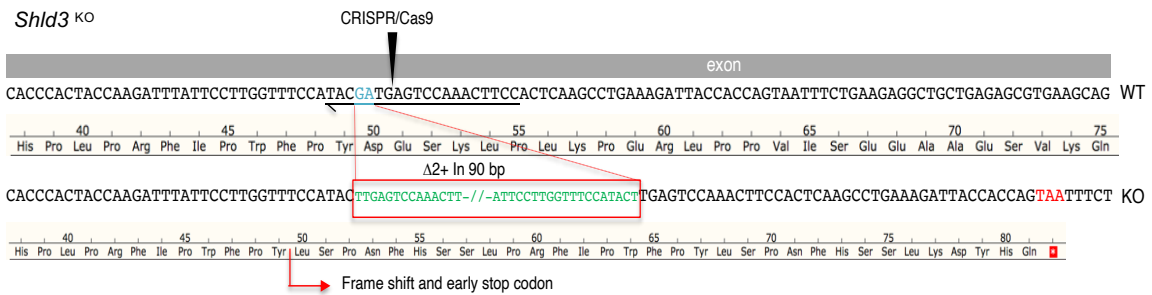 Shld3 KO
CRISPR/Cas9
exon
CACCCACTACCAAGATTTATTCCTTGGTTTCCATACGATGAGTCCAAACTTCCACTCAAGCCTGAAAGATTACCACCAGTAATTTCTGAAGAGGCTGCTGAGAGCGTGAAGCAG WT
40 45 50 55 60 65 70 75
His Pro Leu Pro Arg Phe Ile Pro Trp Phe Pro Tyr Asp Glu Ser Lys Leu Pro Leu Lys Pro Glu Arg Leu Pro Pro Val Ile Ser Glu Glu Ala Ala Glu Ser Val Lys Gln
Δ2+ In 90 bp
CACCCACTACCAAGATTTATTCCTTGGTTTCCATACTTGAGTCCAAACTT-//-ATTCCTTGGTTTCCATACTTGAGTCCAAACTTCCACTCAAGCCTGAAAGATTACCACCAGTAATTTCT KO
40 45 50 55 60 65 70 75 80
His Pro Leu Pro Arg Phe Ile Pro Trp Phe Pro Tyr Leu Ser Pro Asn Phe His Ser Ser Leu Pro Arg Phe Ile Pro Trp Phe Pro Tyr Leu Ser Pro Asn Phe His Ser Ser Leu Lys Asp Tyr His Gln *
Frame shift and early stop codon